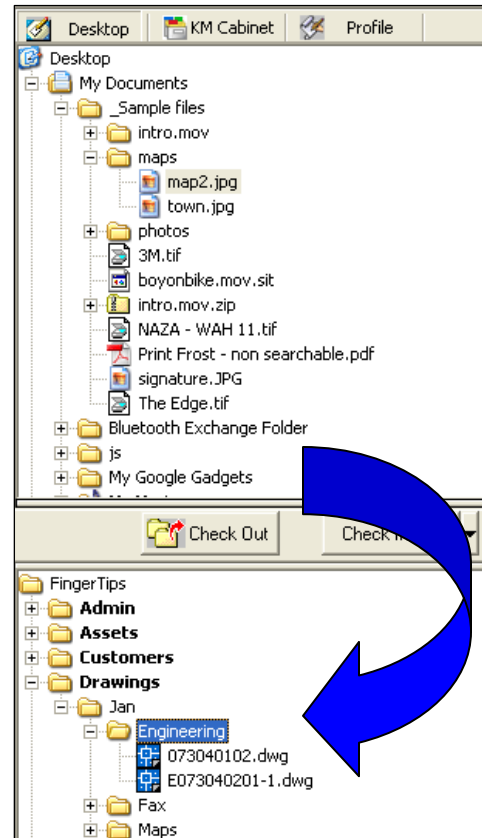 Desktop KM Cabinet Profile
Desktop
My Documents
_Sample files
intro.mov
maps
map2.jpg
town.jpg
photos
3M.tif
boyonbike.mov.sit
intro.mov.zip
NAZA - WAH 11.tif
Print Frost - non searchable.pdf
signature.JPG
The Edge.tif
Bluetooth Exchange Folder
js
My Google Gadgets
Check Out Check
FingerTips
Admin
Assets
Customers
Drawings
Jan
Engineering
073040102.dwg
E073040201-1.dwg
Fax
Maps